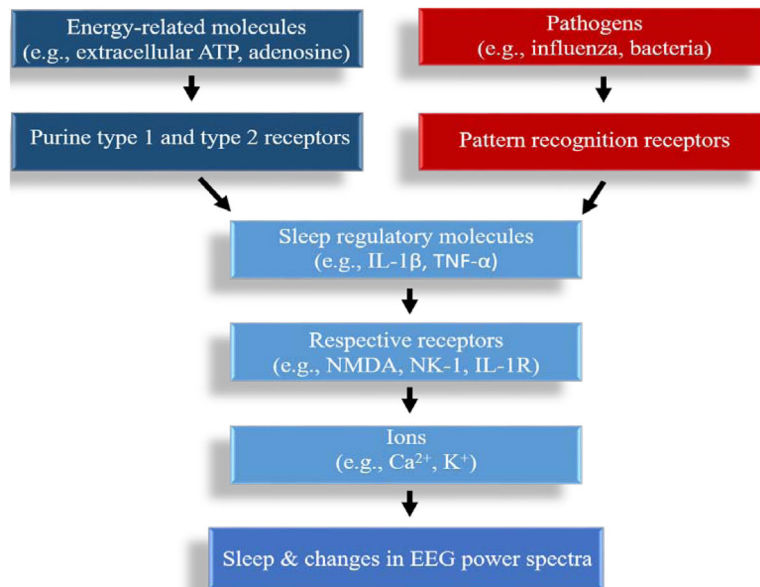 Energy-related molecules
(e.g., extracellular ATP, adenosine)
Pathogens
(e.g., influenza, bacteria)
Purine type 1 and type 2 receptors
Pattern recognition receptors
Sleep regulatory molecules
(e.g., IL-1β, TNF-α)
Respective receptors
(e.g., NMDA, NK-1, IL-1R)
Ions
(e.g., Ca²⁺, K⁺)
Sleep & changes in EEG power spectra